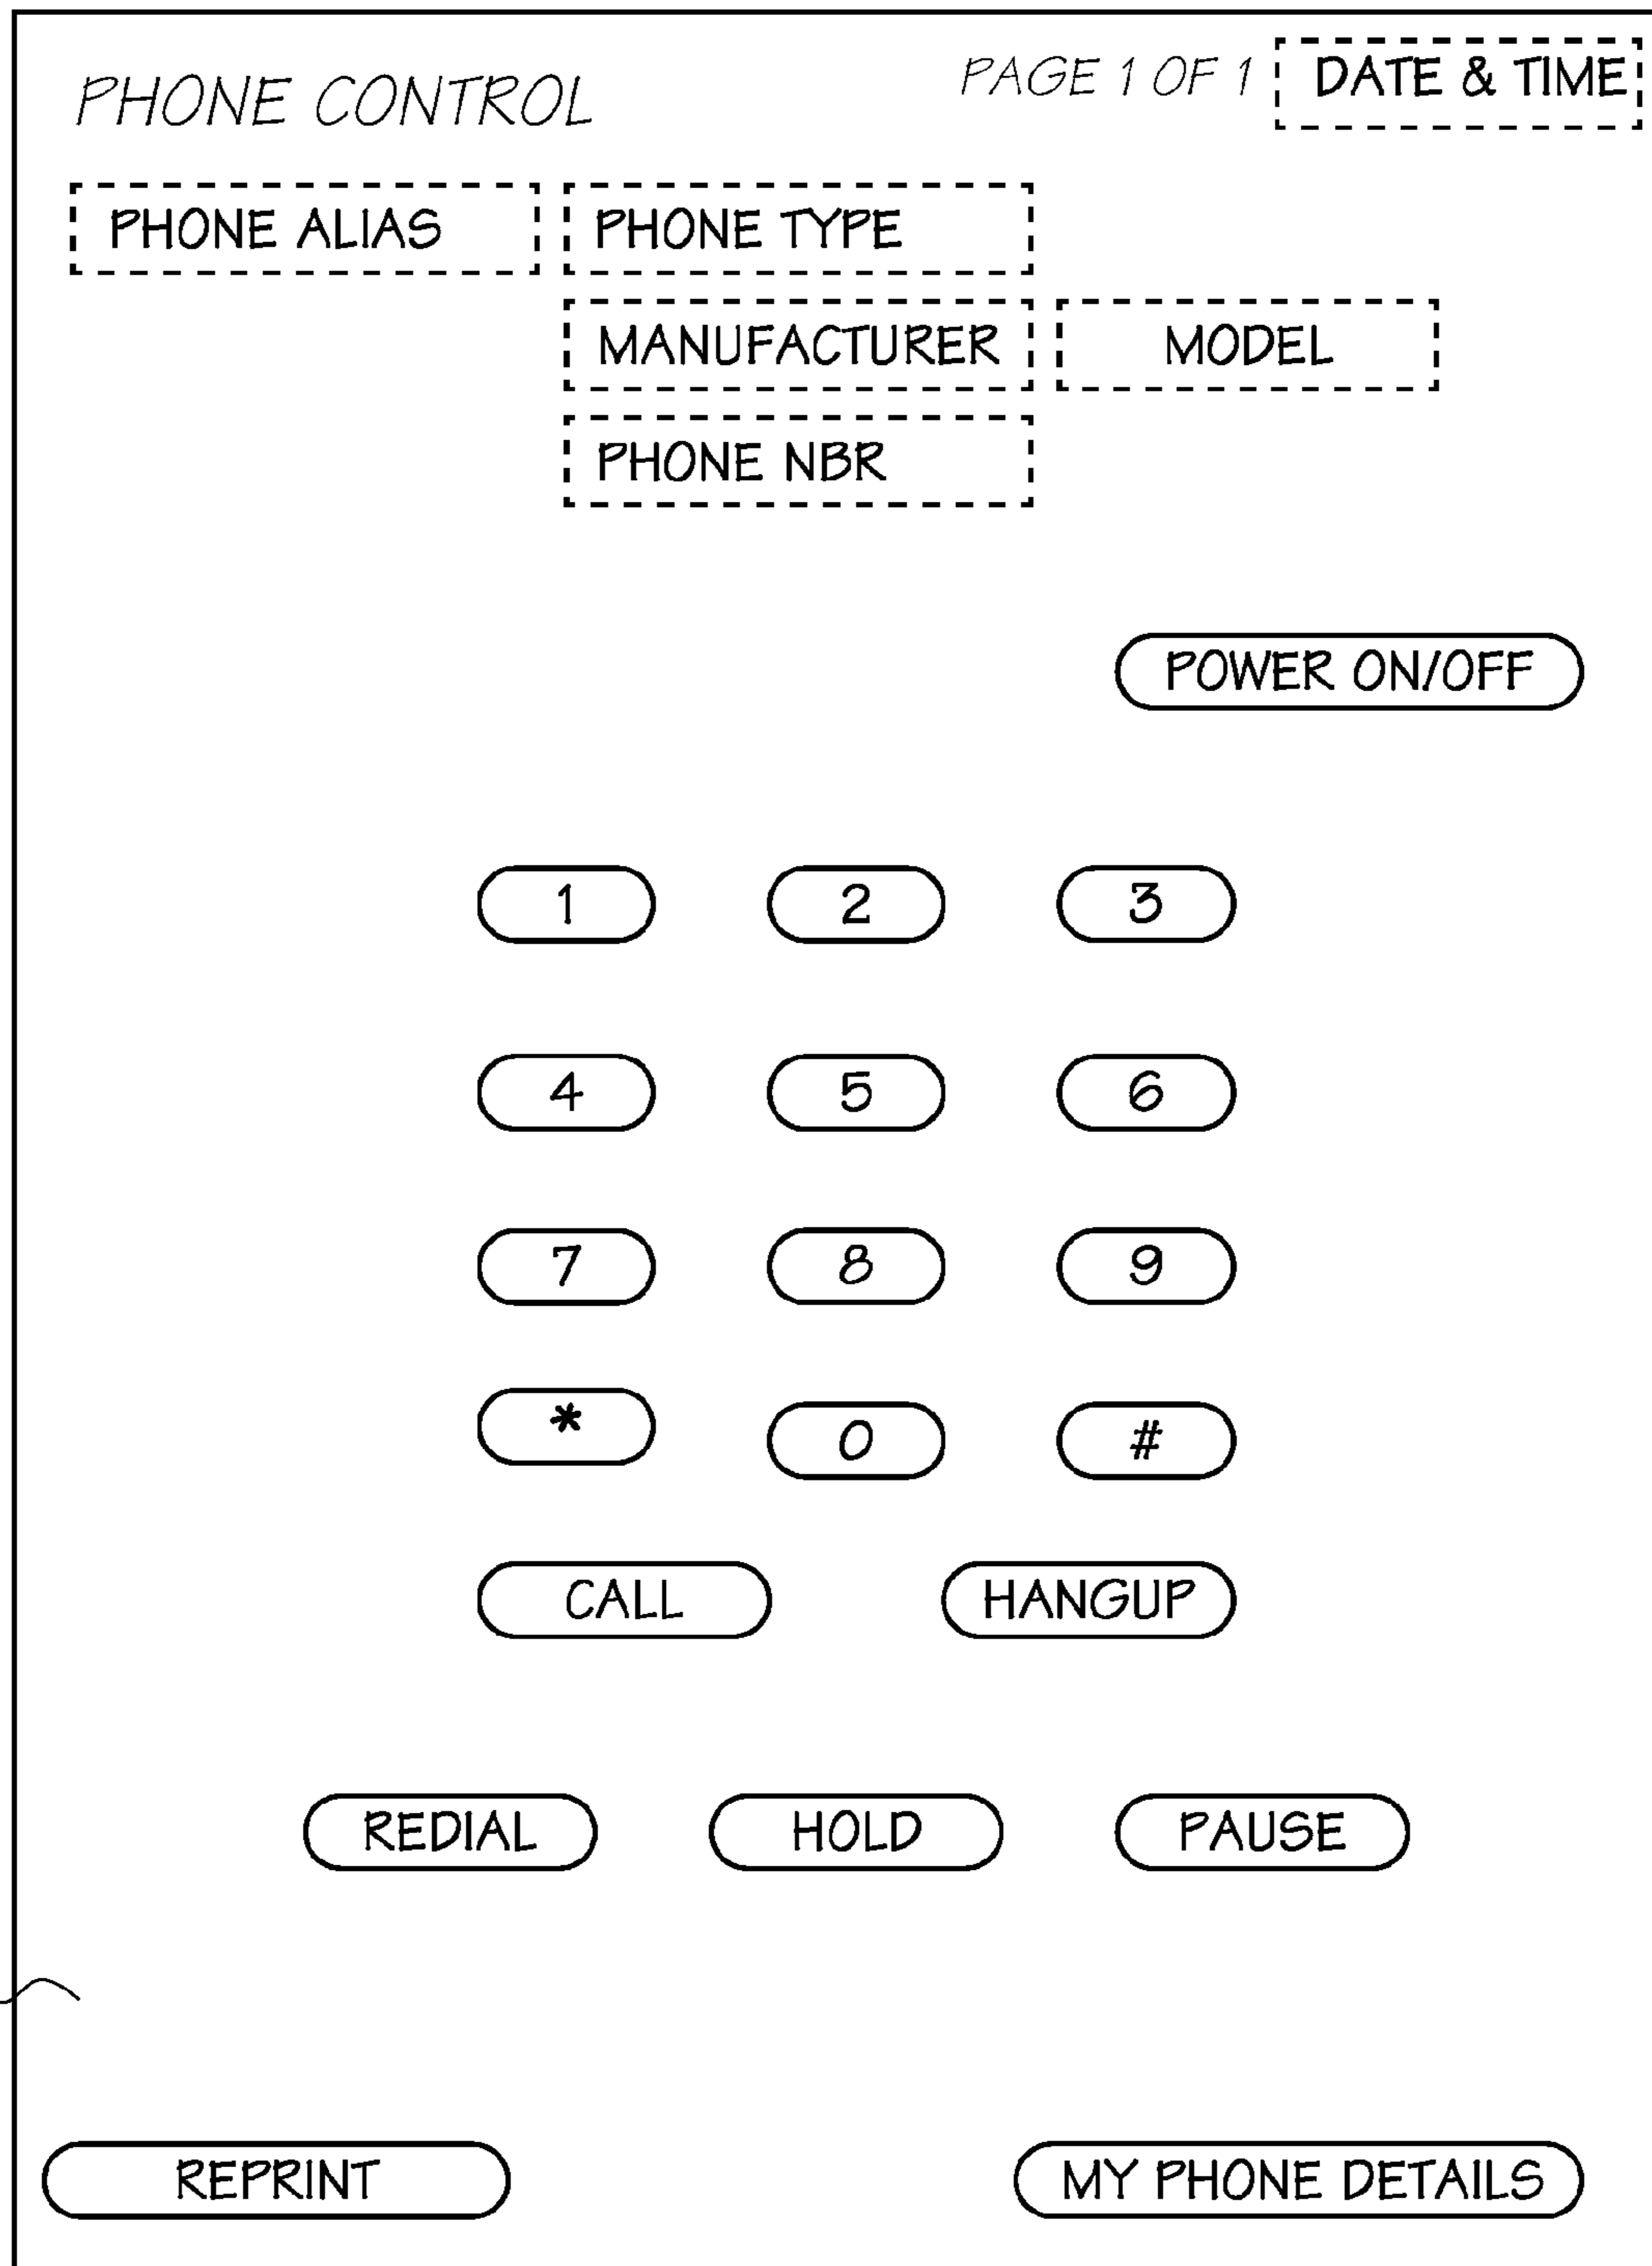 PHONE CONTROL PAGE 1 OF 1 DATE & TIME
PHONE ALIAS PHONE TYPE
MANUFACTURER MODEL
PHONE NBR
POWER ON/OFF
1 2 3
4 5 6
7 8 9
* 0 #
CALL HANGUP
REDIAL HOLD PAUSE
REPRINT MY PHONE DETAILS